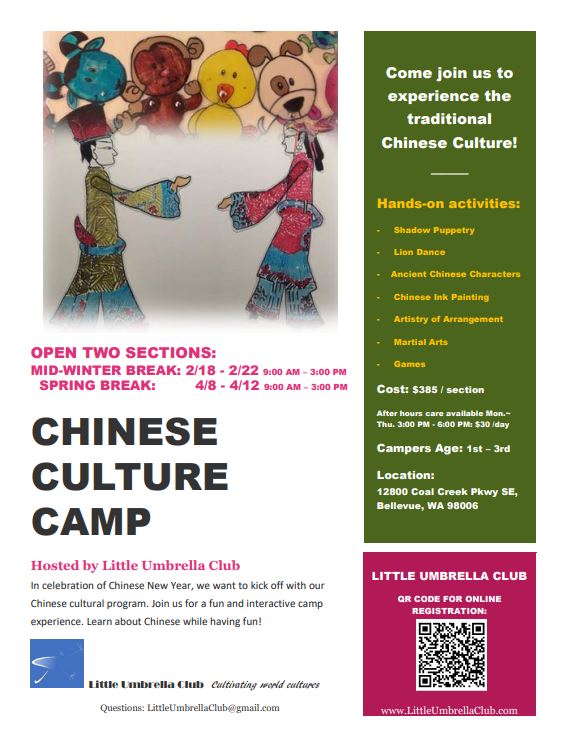 OPEN TWO SECTIONS:
MID-WINTER BREAK: 2/18 - 2/22 9:00 AM – 3:00 PM
SPRING BREAK: 4/8 - 4/12 9:00 AM – 3:00 PM
CHINESE
CULTURE
CAMP
Hosted by Little Umbrella Club
In celebration of Chinese New Year, we want to kick off with our
Chinese cultural program. Join us for a fun and interactive camp
experience. Learn about Chinese while having fun!
Little Umbrella Club Cultivating world cultures
Questions: LittleUmbrellaClub@gmail.com
Come join us to
experience the
traditional
Chinese Culture!
Hands-on activities:
- Shadow Puppetry
- Lion Dance
- Ancient Chinese Characters
- Chinese Ink Painting
- Artistry of Arrangement
- Martial Arts
- Games
Cost: $385 / section
After hours care available Mon.~
Thu. 3:00 PM - 6:00 PM: $30 /day
Campers Age: 1st – 3rd
Location:
12800 Coal Creek Pkwy SE,
Bellevue, WA 98006
LITTLE UMBRELLA CLUB
QR CODE FOR ONLINE
REGISTRATION:
www.LittleUmbrellaClub.com